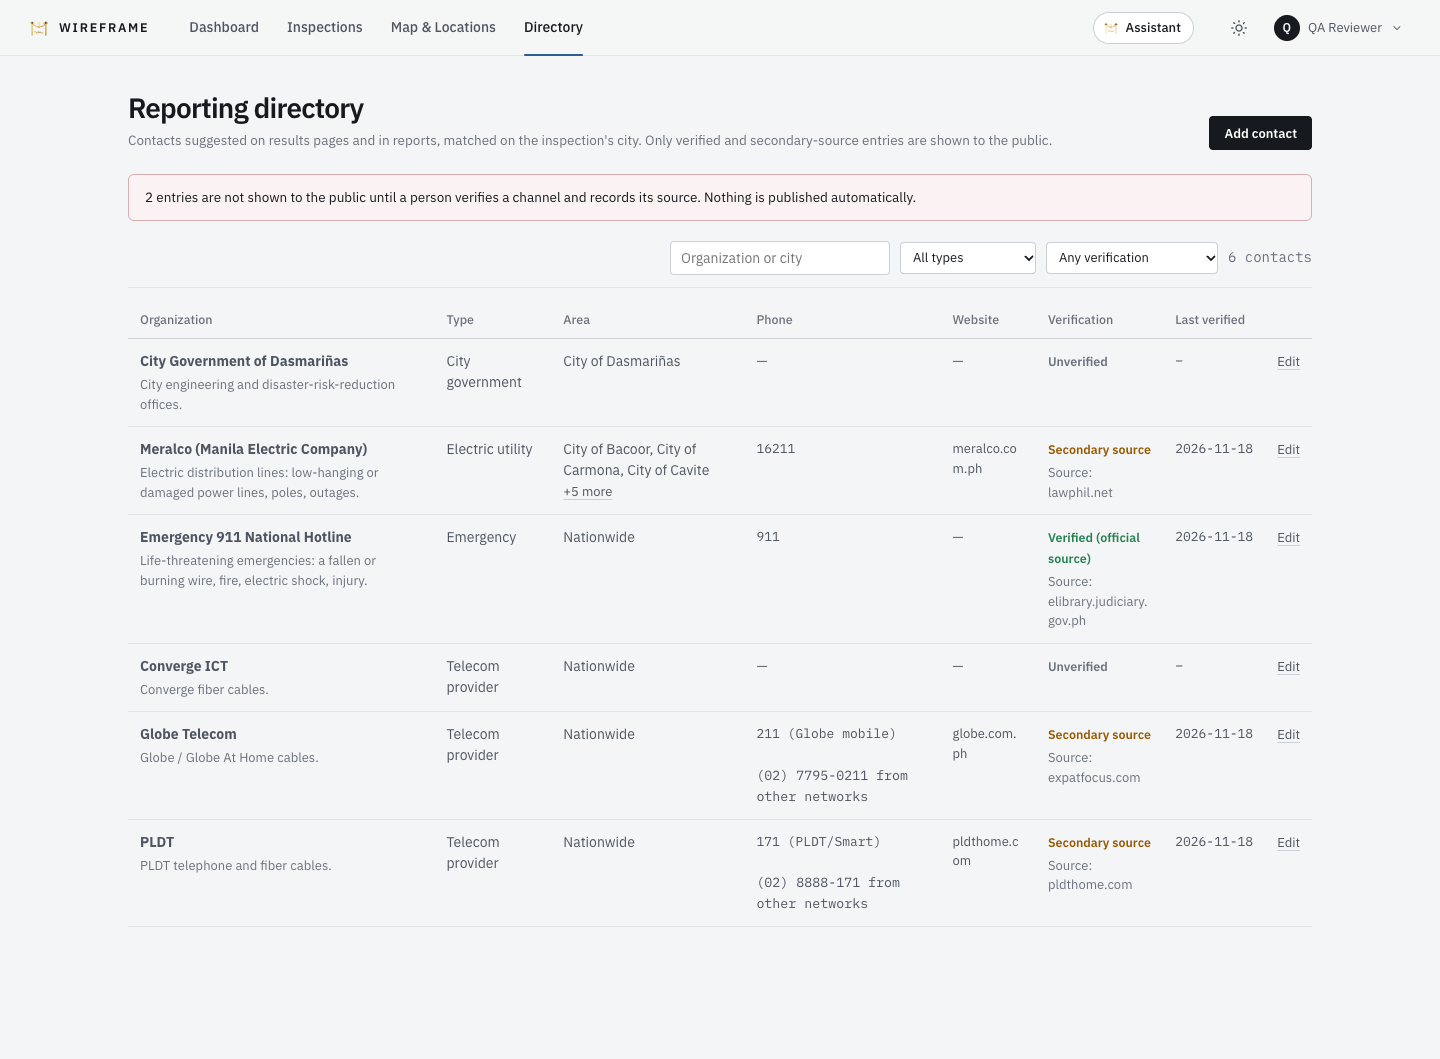 WIREFRAME Dashboard Inspections Map & Locations Directory Assistant Q QA Reviewer
Reporting directory
Contacts suggested on results pages and in reports, matched on the inspection's city. Only verified and secondary-source entries are shown to the public.
Add contact
2 entries are not shown to the public until a person verifies a channel and records its source. Nothing is published automatically.
Organization or city All types Any verification 6 contacts
Organization Type Area Phone Website Verification Last verified
City Government of Dasmariñas City City of Dasmariñas — — Unverified – Edit
government
City engineering and disaster-risk-reduction
offices.
Meralco (Manila Electric Company) Electric utility City of Bacoor, City of 16211 meralco.co Secondary source 2026-11-18 Edit
Electric distribution lines: low-hanging or Carmona, City of Cavite m.ph Source:
damaged power lines, poles, outages. +5 more lawphil.net
Emergency 911 National Hotline Emergency Nationwide 911 — Verified (official 2026-11-18 Edit
source)
Life-threatening emergencies: a fallen or Source:
burning wire, fire, electric shock, injury. elibrary.judiciary.
gov.ph
Converge ICT Telecom Nationwide — — Unverified – Edit
Converge fiber cables. provider
Globe Telecom Telecom Nationwide 211 (Globe mobile) globe.com. Secondary source 2026-11-18 Edit
Globe / Globe At Home cables. provider ph Source:
(02) 7795-0211 from expatfocus.com
other networks
PLDT Telecom Nationwide 171 (PLDT/Smart) pldthome.c Secondary source 2026-11-18 Edit
PLDT telephone and fiber cables. provider om Source:
(02) 8888-171 from pldthome.com
other networks